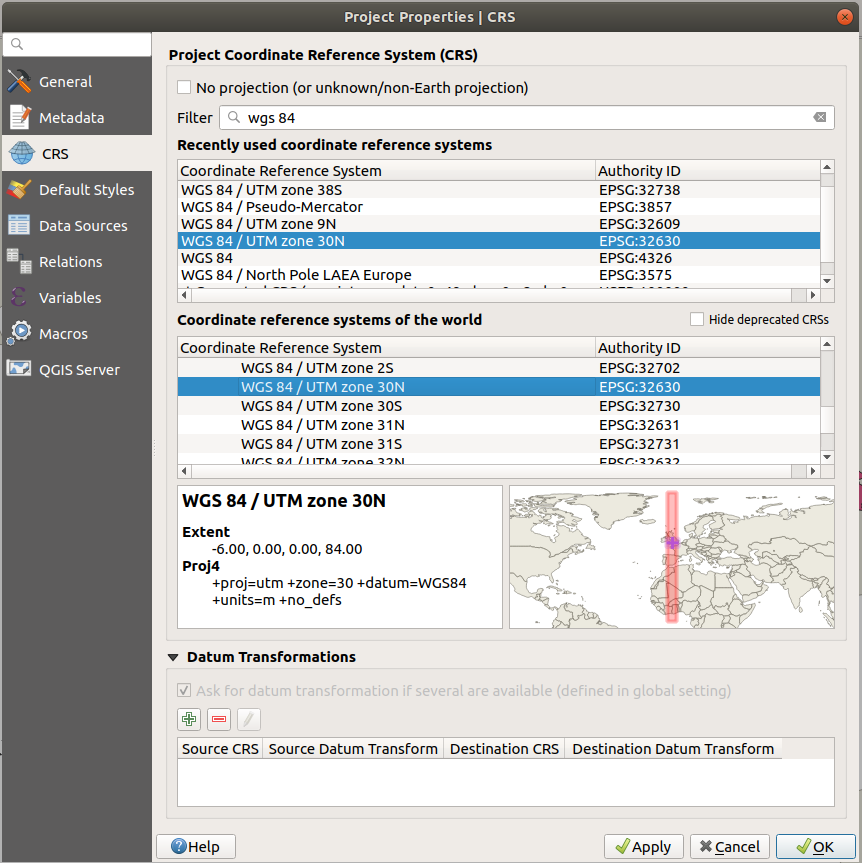 Project Properties | CRS
General
Metadata
CRS
Default Styles
Data Sources
Relations
Variables
Macros
QGIS Server
Project Coordinate Reference System (CRS)
No projection (or unknown/non-Earth projection)
Filter wgs 84
Recently used coordinate reference systems
Coordinate Reference System Authority ID
WGS 84 / UTM zone 38S EPSG:32738
WGS 84 / Pseudo-Mercator EPSG:3857
WGS 84 / UTM zone 9N EPSG:32609
WGS 84 / UTM zone 30N EPSG:32630
WGS 84 EPSG:4326
WGS 84 / North Pole LAEA Europe EPSG:3575
Coordinate reference systems of the world
Hide deprecated CRSs
Coordinate Reference System Authority ID
WGS 84 / UTM zone 2S EPSG:32702
WGS 84 / UTM zone 30N EPSG:32630
WGS 84 / UTM zone 30S EPSG:32730
WGS 84 / UTM zone 31N EPSG:32631
WGS 84 / UTM zone 31S EPSG:32731
WGS 84 / UTM zone 32N EPSG:32632
WGS 84 / UTM zone 30N
Extent
-6.00, 0.00, 0.00, 84.00
Proj4
+proj=utm +zone=30 +datum=WGS84
+units=m +no_defs
Datum Transformations
Ask for datum transformation if several are available (defined in global setting)
Source CRS Source Datum Transform Destination CRS Destination Datum Transform
Help Apply Cancel OK